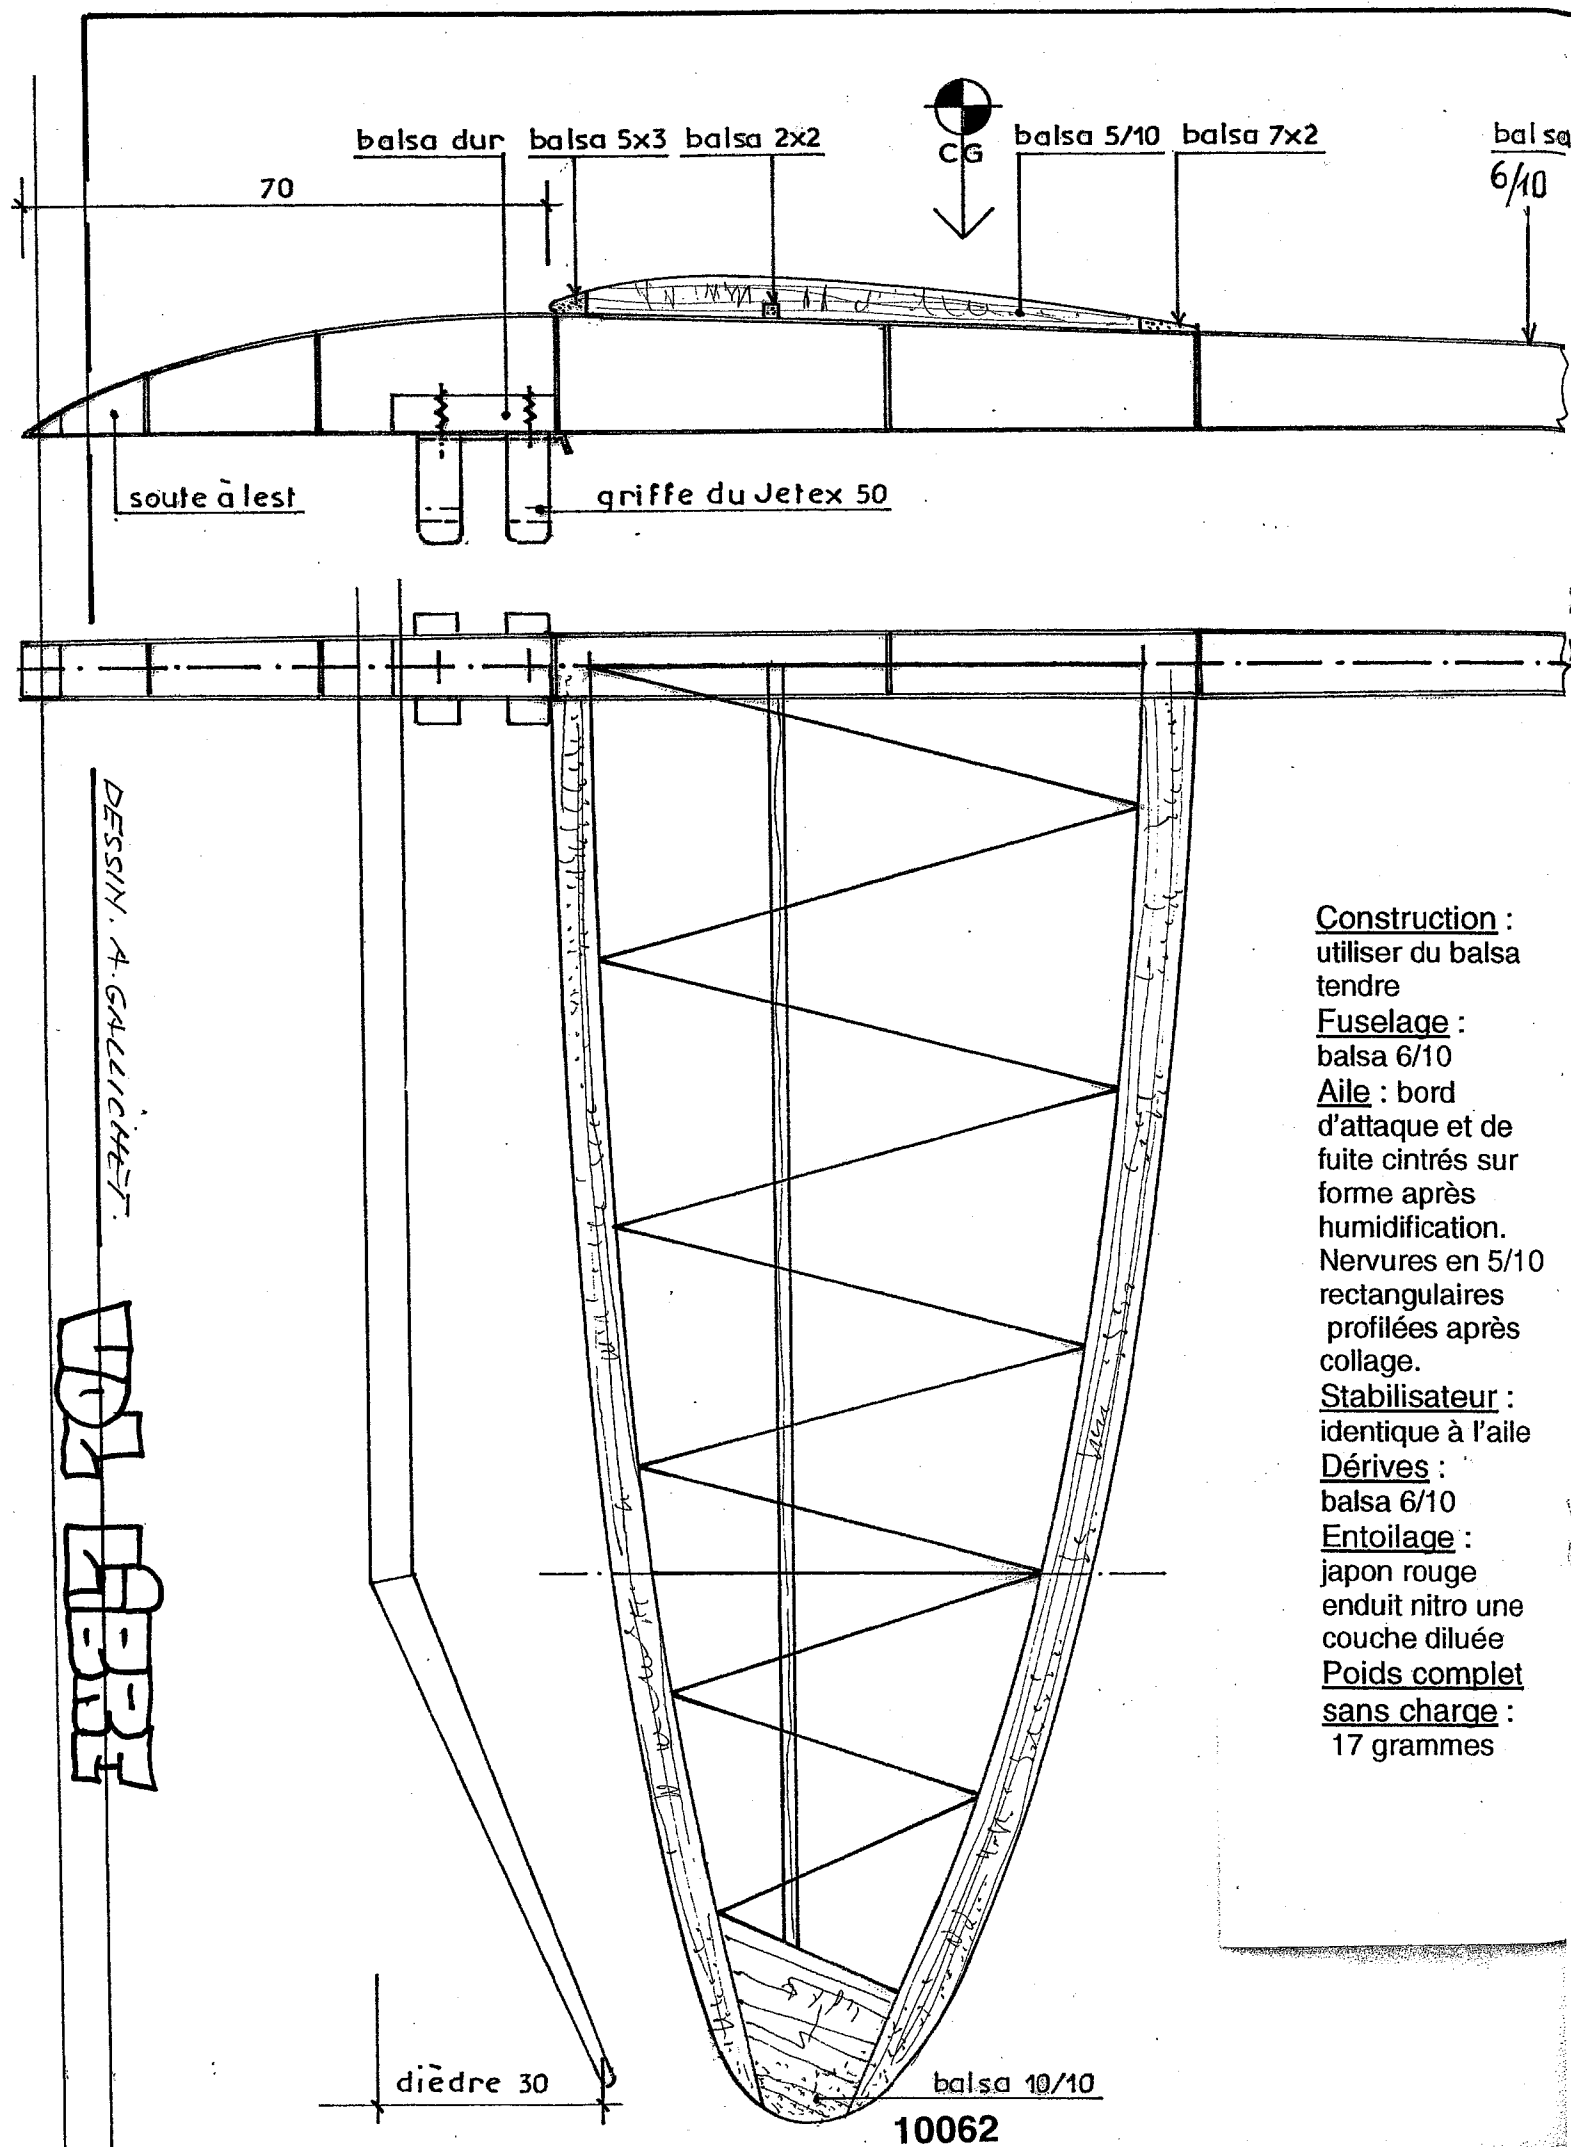 balsa dur
balsa 5x3
balsa 2x2
CG
balsa 5/10
balsa 7x2
balsa
6/10
70
soute à lest
griffe du Jetex 50
DESSIN. A. GALLICHET.
VOL LIBRE
Construction :
utiliser du balsa
tendre
Fuselage :
balsa 6/10
Aile : bord
d'attaque et de
fuite cintrés sur
forme après
humidification.
Nervures en 5/10
rectangulaires
profilées après
collage.
Stabilisateur :
identique à l'aile
Dérives :
balsa 6/10
Entoilage :
japon rouge
enduit nitro une
couche diluée
Poids complet
sans charge :
17 grammes
dièdre 30
balsa 10/10
10062